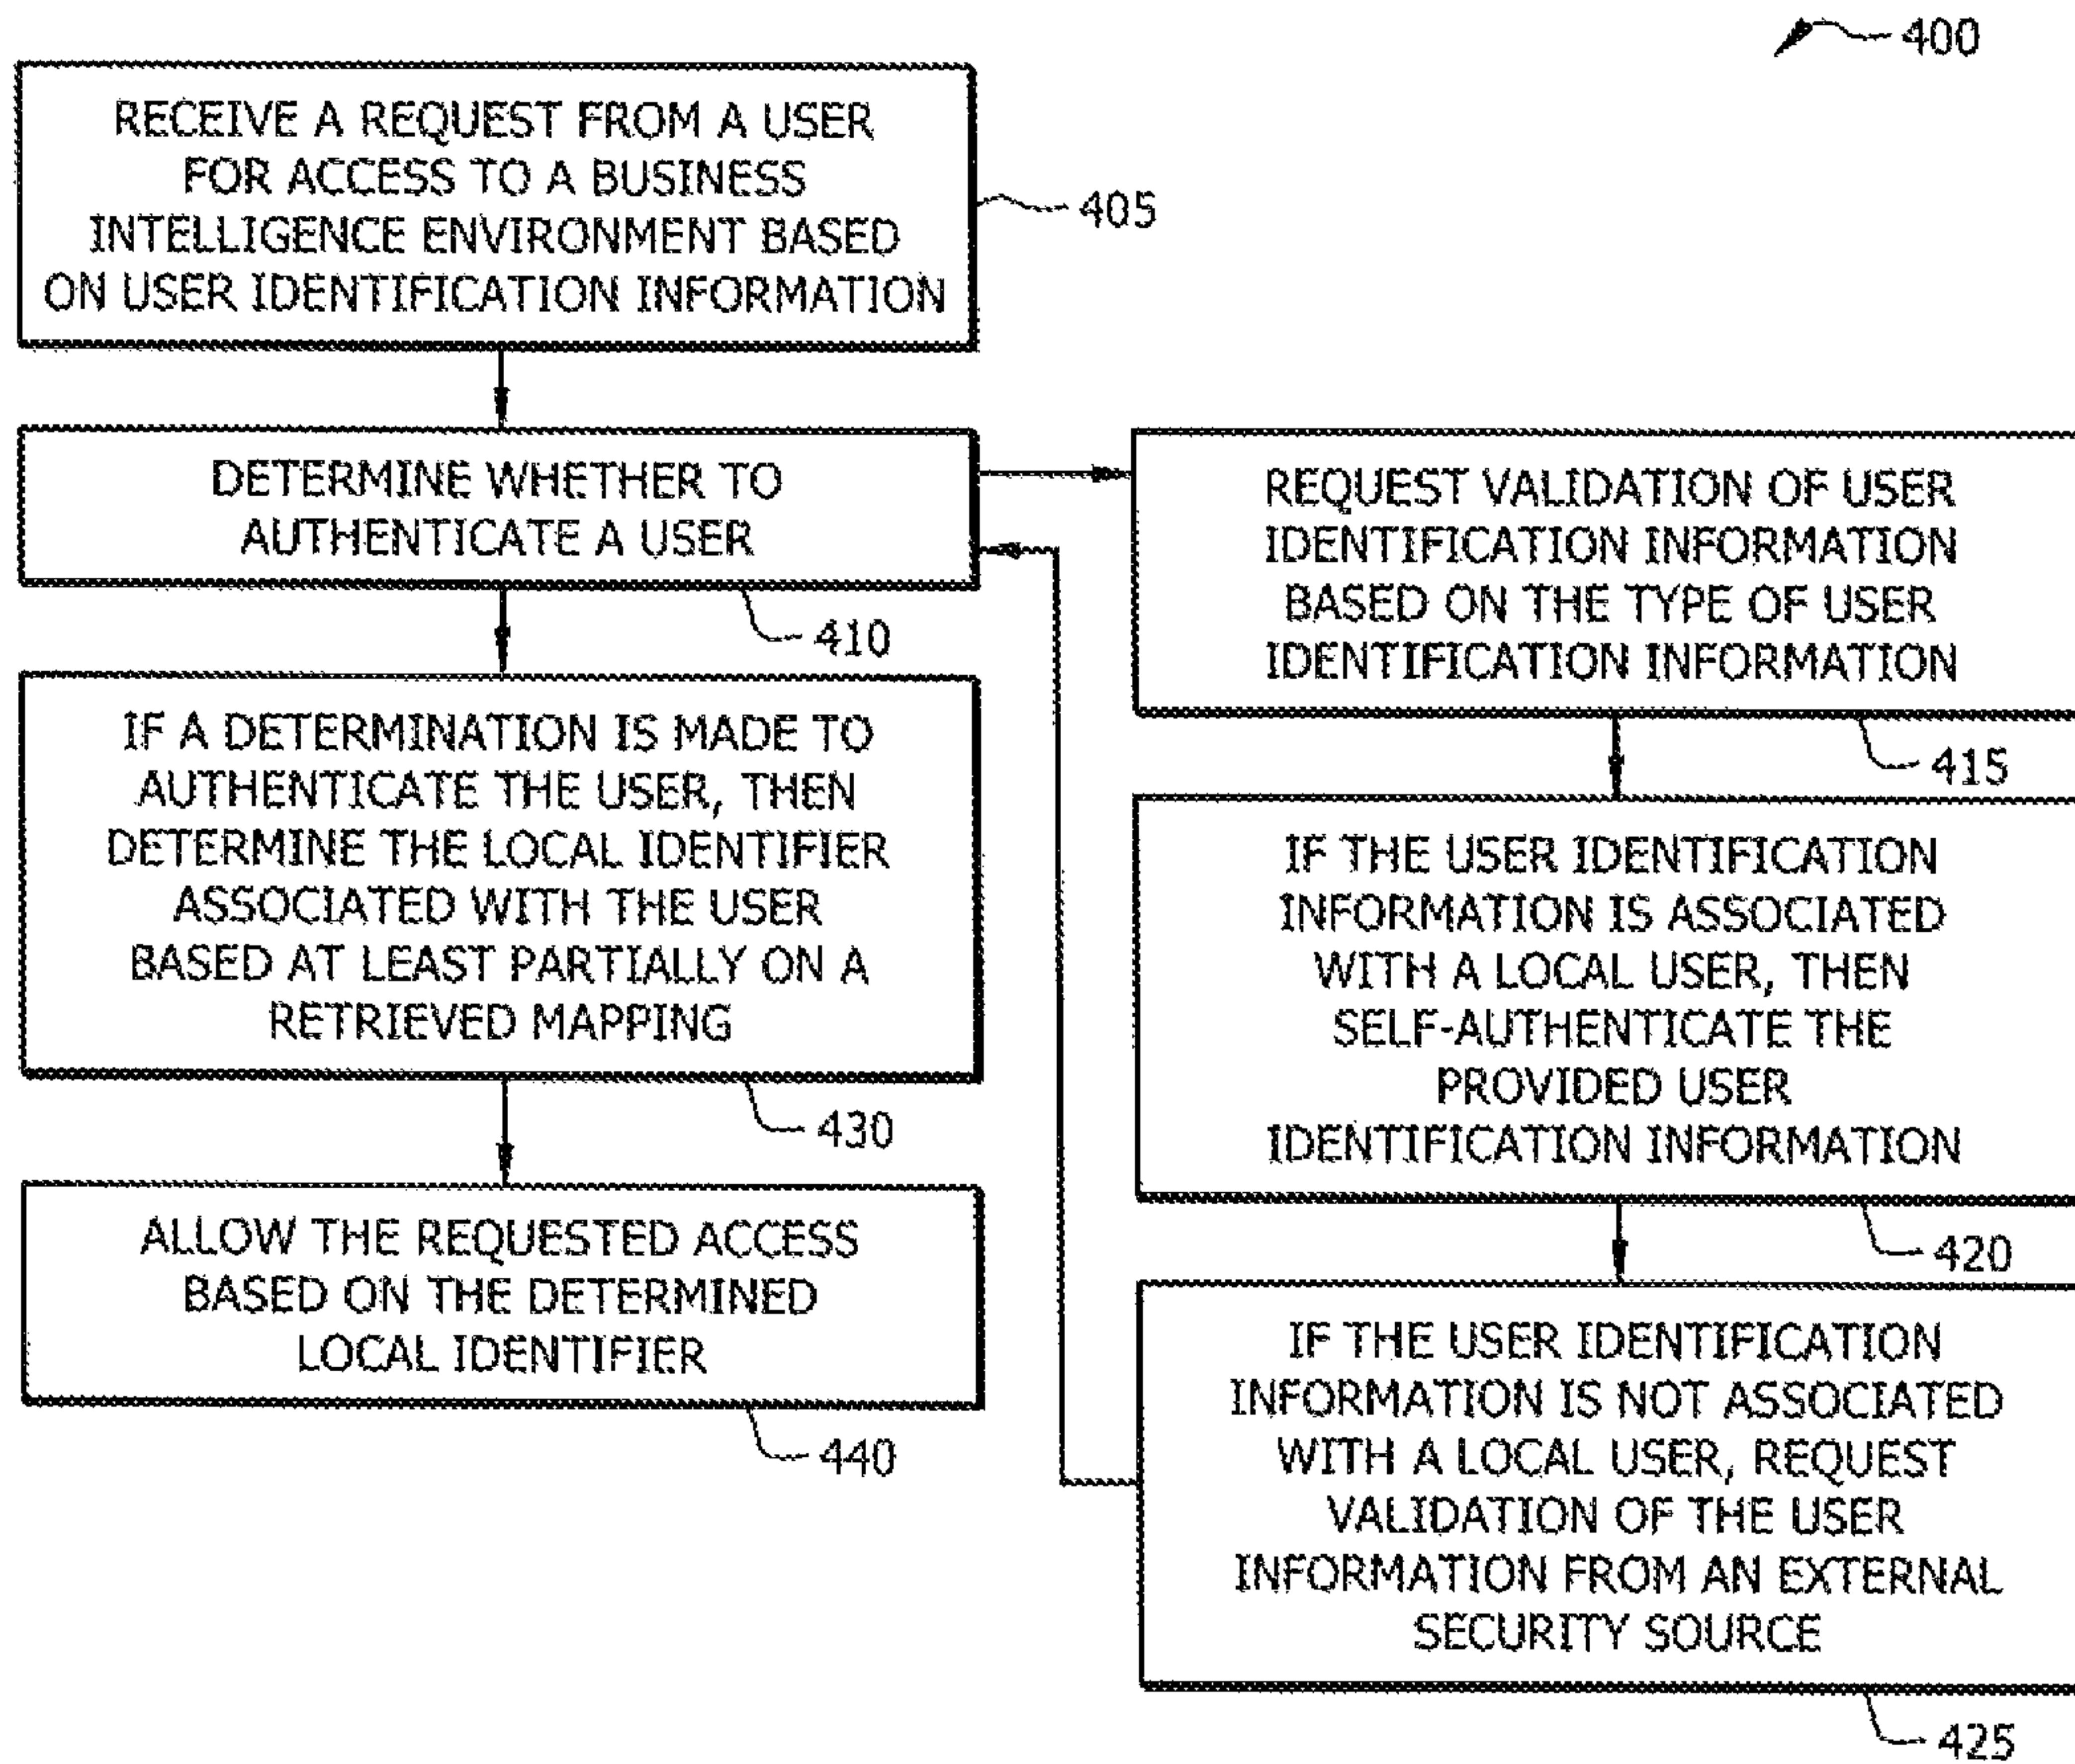 400
RECEIVE A REQUEST FROM A USER
FOR ACCESS TO A BUSINESS
INTELLIGENCE ENVIRONMENT BASED
ON USER IDENTIFICATION INFORMATION
405
DETERMINE WHETHER TO
AUTHENTICATE A USER
410
REQUEST VALIDATION OF USER
IDENTIFICATION INFORMATION
BASED ON THE TYPE OF USER
IDENTIFICATION INFORMATION
415
IF THE USER IDENTIFICATION
INFORMATION IS ASSOCIATED
WITH A LOCAL USER, THEN
SELF-AUTHENTICATE THE
PROVIDED USER
IDENTIFICATION INFORMATION
420
IF THE USER IDENTIFICATION
INFORMATION IS NOT ASSOCIATED
WITH A LOCAL USER, REQUEST
VALIDATION OF THE USER
INFORMATION FROM AN EXTERNAL
SECURITY SOURCE
425
IF A DETERMINATION IS MADE TO
AUTHENTICATE THE USER, THEN
DETERMINE THE LOCAL IDENTIFIER
ASSOCIATED WITH THE USER
BASED AT LEAST PARTIALLY ON A
RETRIEVED MAPPING
430
ALLOW THE REQUESTED ACCESS
BASED ON THE DETERMINED
LOCAL IDENTIFIER
440